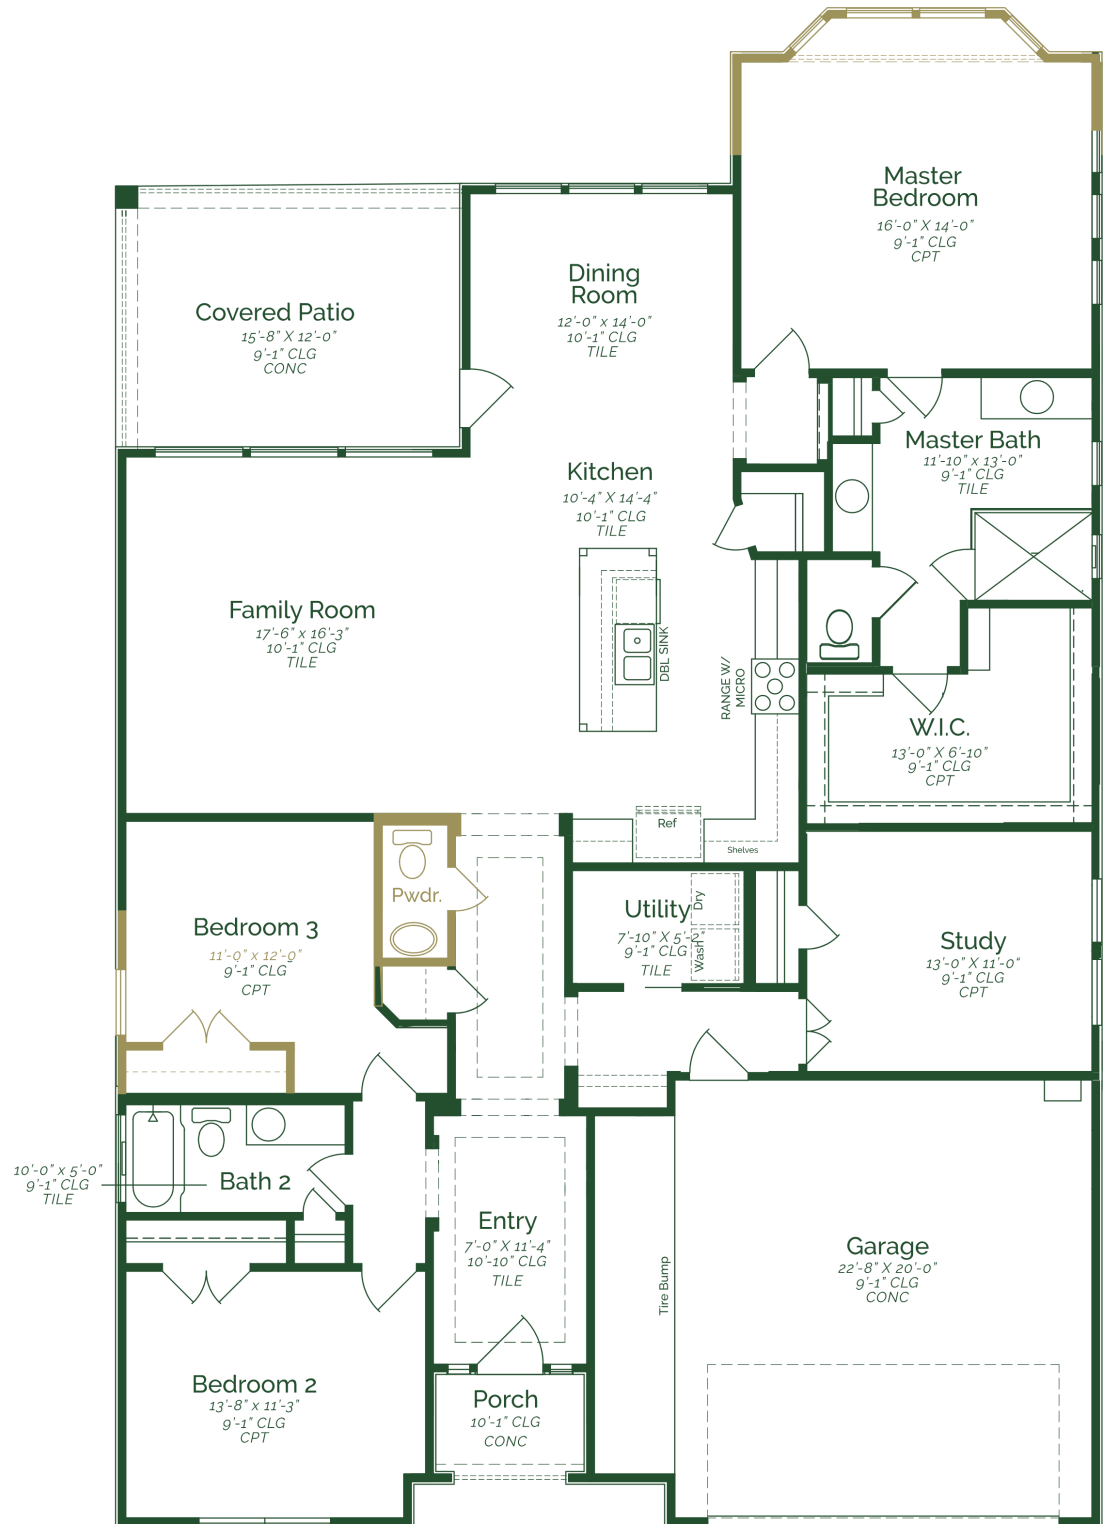 Master
Bedroom
16'-0" X 14'-0"
9'-1" CLG
CPT
Dining
Room
12'-0" x 14'-0"
10'-1" CLG
TILE
Covered Patio
15'-8" X 12'-0"
9'-1" CLG
CONC
Master Bath
11'-10" x 13'-0"
9'-1" CLG
TILE
Kitchen
10'-4" X 14'-4"
10'-1" CLG
TILE
Family Room
17'-6" x 16'-3"
10'-1" CLG
TILE
DBL SINK
RANGE W/
MICRO
W.I.C.
13'-0" X 6'-10"
9'-1" CLG
CPT
Ref
Shelves
Pwdr.
Utility
7'-10" X 5'-2"
9'-1" CLG
TILE
Dry
Wash
Bedroom 3
11'-0" x 12'-0"
9'-1" CLG
CPT
Study
13'-0" X 11'-0"
9'-1" CLG
CPT
10'-0" x 5'-0"
9'-1" CLG
TILE
Bath 2
Entry
7'-0" X 11'-4"
10'-10" CLG
TILE
Tire Bump
Garage
22'-8" X 20'-0"
9'-1" CLG
CONC
Bedroom 2
13'-8" x 11'-3"
9'-1" CLG
CPT
Porch
10'-1" CLG
CONC